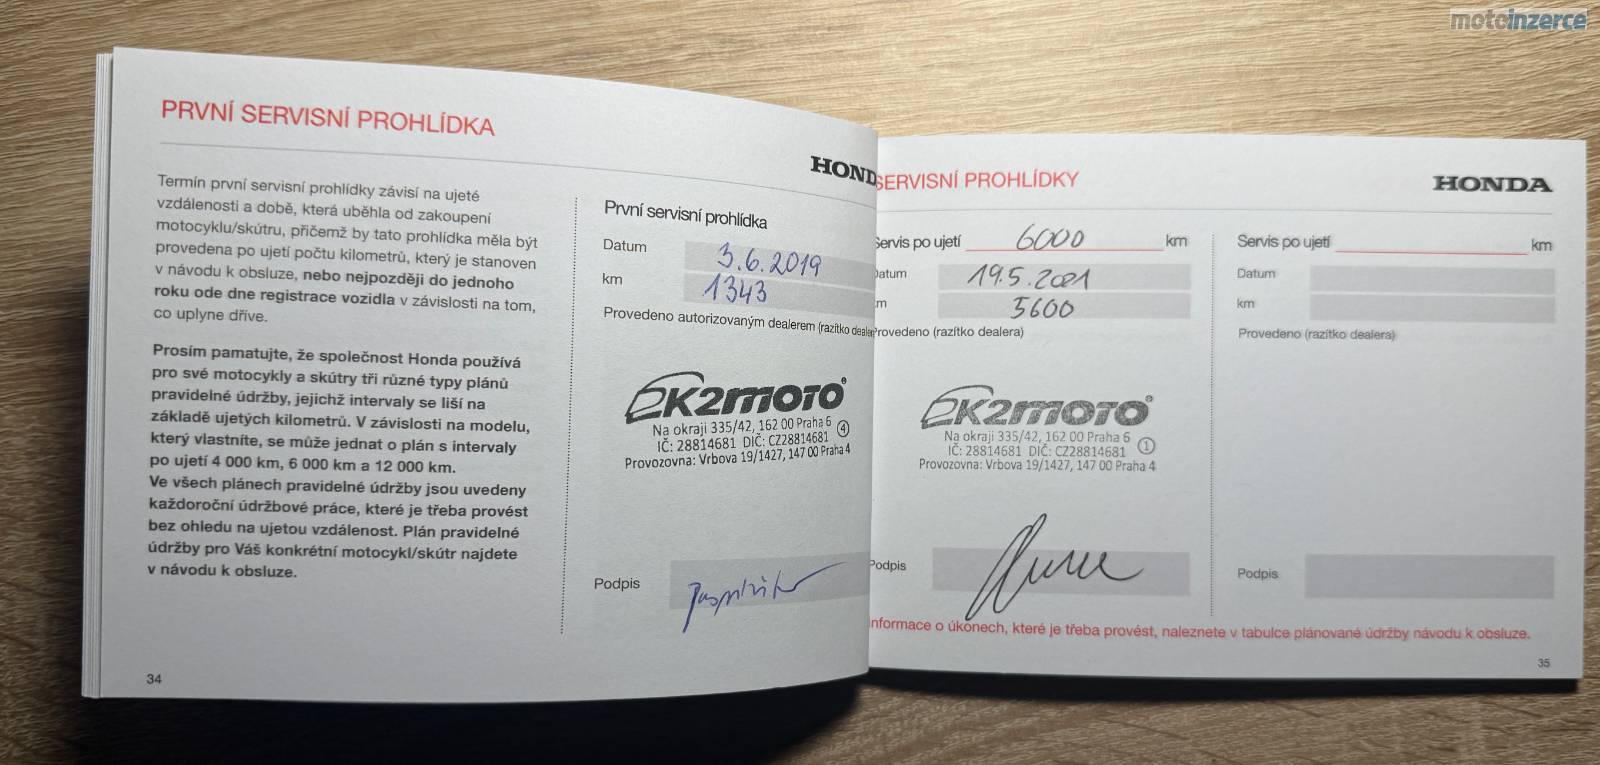 motoinzerce
PRVNÍ SERVISNÍ PROHLÍDKA
HOND
Termín první servisní prohlídky závisí na ujeté
vzdálenosti a době, která uběhla od zakoupení
motocyklu/skútru, přičemž by tato prohlídka měla být
provedena po ujetí počtu kilometrů, který je stanoven
v návodu k obsluze, nebo nejpozději do jednoho
roku ode dne registrace vozidla v závislosti na tom,
co uplyne dříve.
Prosím pamatujte, že společnost Honda používá
pro své motocykly a skútry tři různé typy plánů
pravidelné údržby, jejichž intervaly se liší na
základě ujetých kilometrů. V závislosti na modelu,
který vlastníte, se může jednat o plán s intervaly
po ujetí 4 000 km, 6 000 km a 12 000 km.
Ve všech plánech pravidelné údržby jsou uvedeny
každoroční údržbové práce, které je třeba provést
bez ohledu na ujetou vzdálenost. Plán pravidelné
údržby pro Váš konkrétní motocykl/skútr najdete
v návodu k obsluze.
34
První servisní prohlídka
Datum 3.6.2019
km 1343
Provedeno autorizovaným dealerem (razítko dealer
2K2MOTO
Na okraji 335/42, 162 00 Praha 6
IČ: 28814681 DIČ: CZ28814681 4
Provozovna: Vrbova 19/1427, 147 00 Praha 4
Podpis
SERVISNÍ PROHLÍDKY
HONDA
Servis po ujetí 6000 km
Datum 19.5.2021
km 5600
Provedeno (razítko dealera)
2K2MOTO
Na okraji 335/42, 162 00 Praha 6
IČ: 28814681 DIČ: CZ28814681 1
Provozovna: Vrbova 19/1427, 147 00 Praha 4
Podpis
Servis po ujetí km
Datum
km
Provedeno (razítko dealera)
Podpis
Informace o úkonech, které je třeba provést, naleznete v tabulce plánované údržby návodu k obsluze.
35